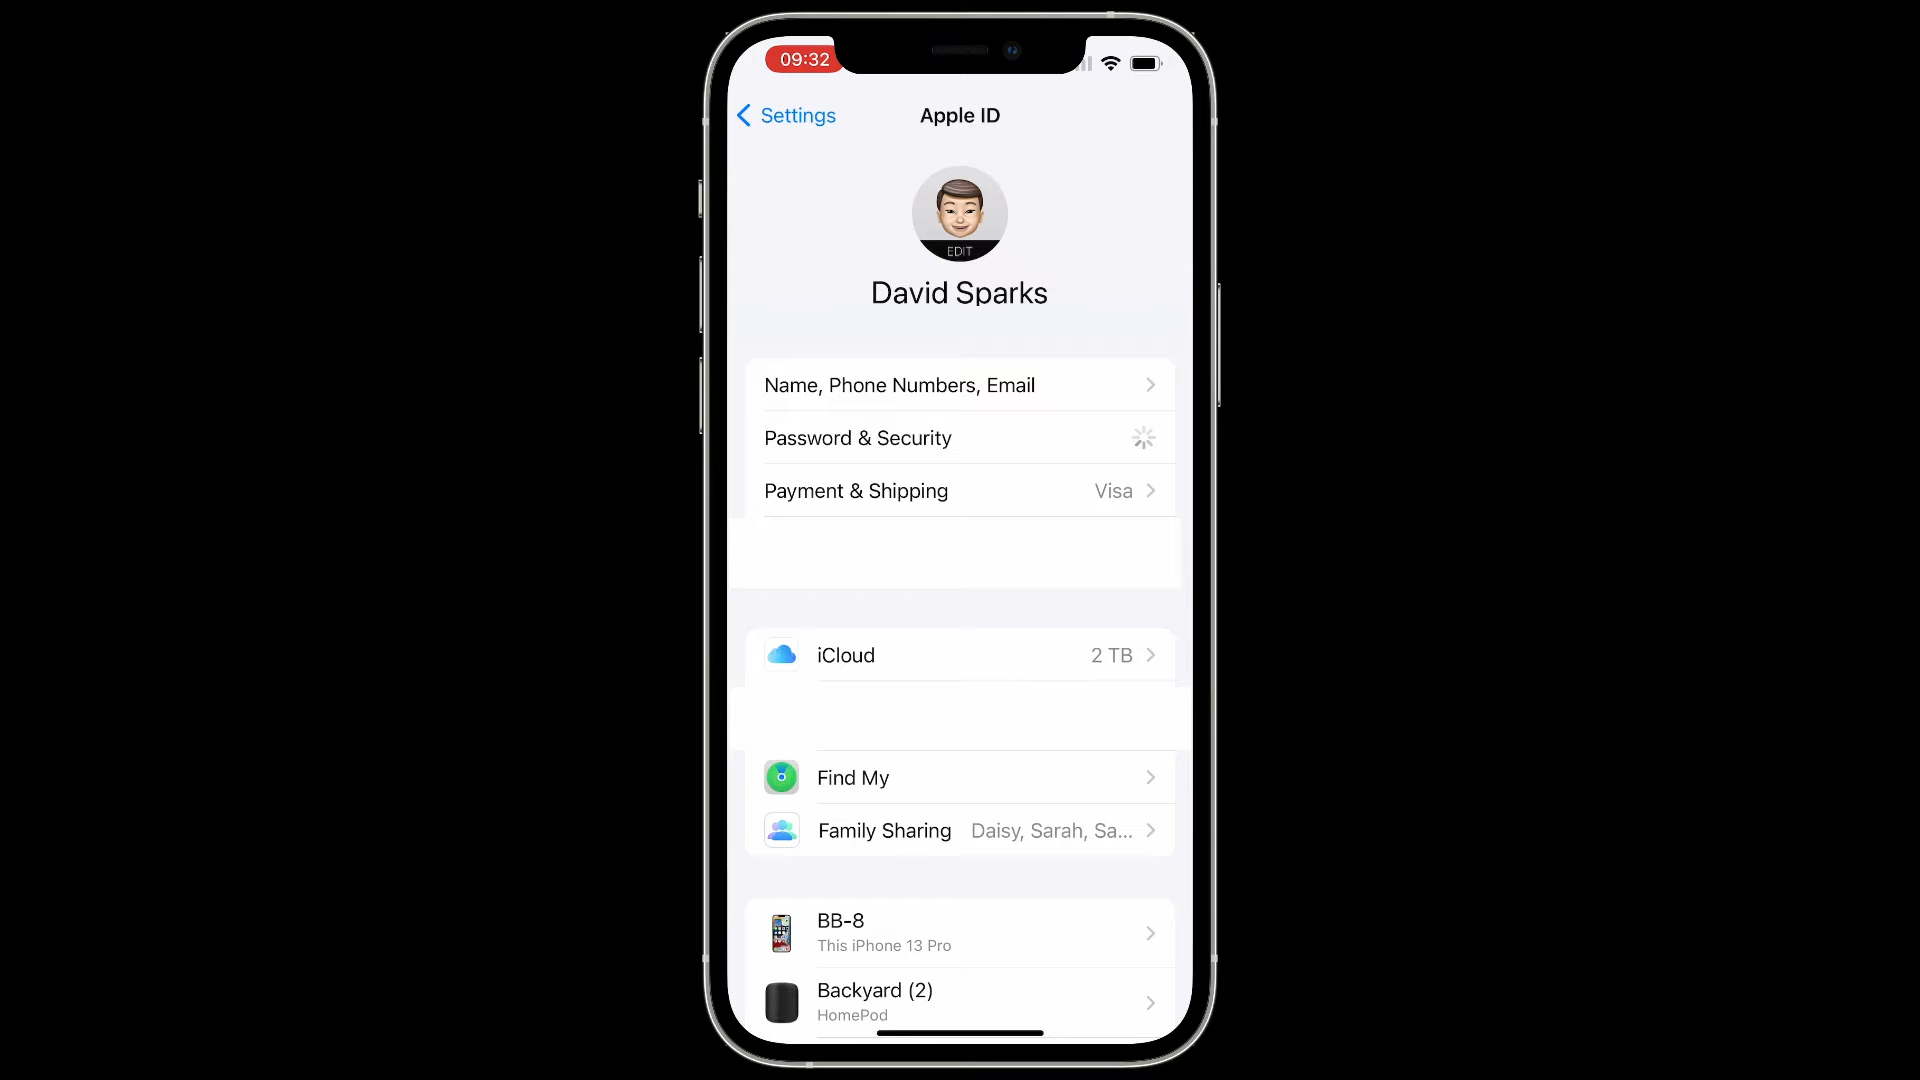 09:32
Settings
Apple ID
EDIT
David Sparks
Name, Phone Numbers, Email
Password & Security
Payment & Shipping Visa
iCloud 2 TB
Find My
Family Sharing Daisy, Sarah, Sa...
BB-8
This iPhone 13 Pro
Backyard (2)
HomePod